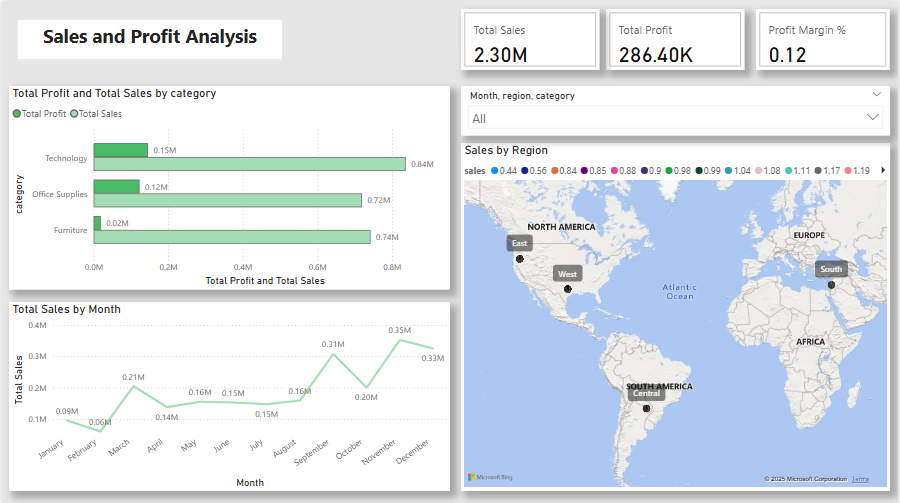 Sales and Profit Analysis
Total Sales
2.30M
Total Profit
286.40K
Profit Margin %
0.12
Total Profit and Total Sales by category
Total Profit Total Sales
category
Technology
0.15M
0.84M
Office Supplies
0.12M
0.72M
Furniture
0.02M
0.74M
0.0M 0.2M 0.4M 0.6M 0.8M
Total Profit and Total Sales
Month, region, category
All
Sales by Region
sales 0.44 0.56 0.84 0.85 0.88 0.9 0.98 0.99 1.04 1.08 1.11 1.17 1.19
NORTH AMERICA
EUROPE
East
West
South
Atlantic
Ocean
AFRICA
SOUTH AMERICA
Central
Microsoft Bing
© 2025 Microsoft Corporation Terms
Total Sales by Month
Total Sales
0.4M
0.3M
0.2M
0.1M
0.09M
0.06M
0.21M
0.14M
0.16M
0.15M
0.15M
0.16M
0.31M
0.20M
0.35M
0.33M
January February March April May June July August September October November December
Month